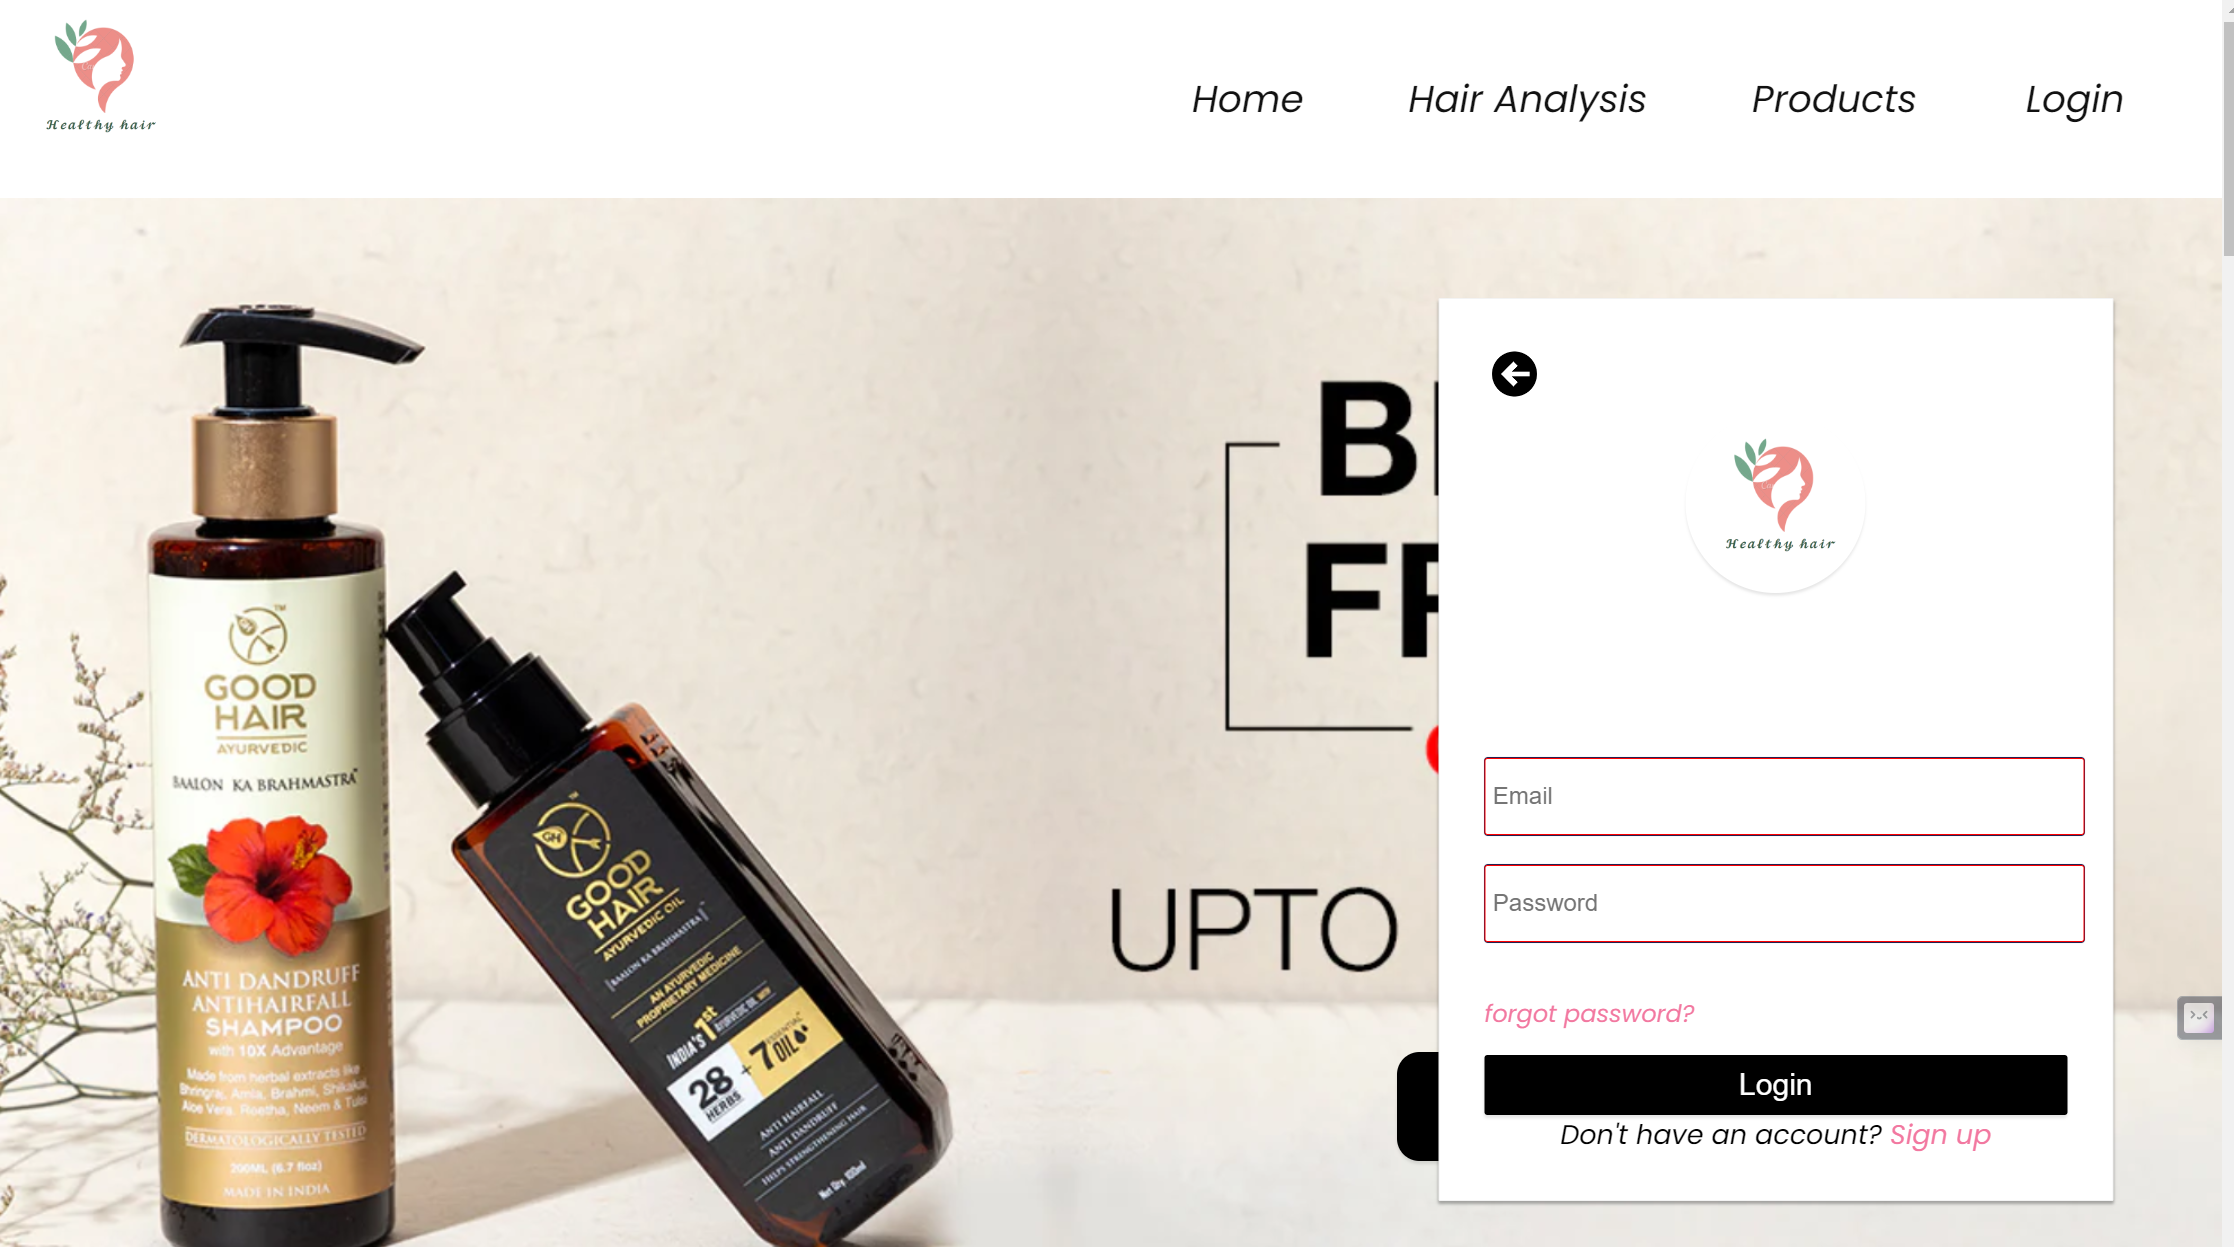 Healthy hair
Home
Hair Analysis
Products
Login
UPTO
Healthy hair
Email
Password
forgot password?
Login
Don't have an account? Sign up
GOOD
HAIR
AYURVEDIC
BAALON KA BRAHMASTRA
ANTI DANDRUFF
ANTIHAIRFALL
SHAMPOO
with 10X Advantage
Made from herbal extracts like
Bhringraj, Amla, Brahmi, Shikakai,
Aloe Vera, Reetha, Neem & Tulsi
DERMATOLOGICALLY TESTED
200ML (6.7 floz)
MADE IN INDIA
GOOD
HAIR
AYURVEDIC OIL
BAALON KA BRAHMASTRA
AN AYURVEDIC
PROPRIETARY MEDICINE
INDIA'S 1st AYURVEDIC OIL WITH
28 HERBS + 7 ESSENTIAL OIL
ANTI HAIRFALL
ANTI DANDRUFF
HELPS STRENGTHENING HAIR
Net Qty. 100ml